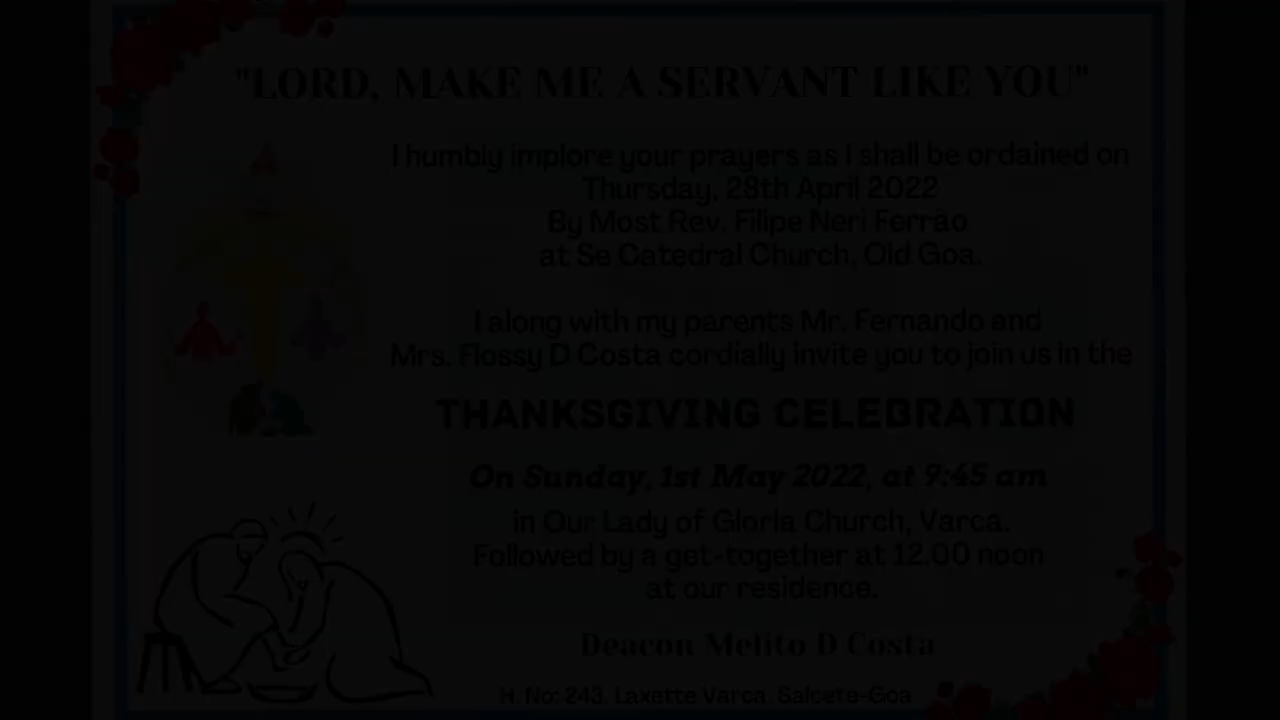 "LORD, MAKE ME A SERVANT LIKE YOU"
I humbly implore your prayers as I shall be ordained on
Thursday, 28th April 2022
By Most Rev. Filipe Neri Ferrão
at Se Catedral Church, Old Goa.
I along with my parents Mr. Fernando and
Mrs. Flossy D Costa cordially invite you to join us in the
THANKSGIVING CELEBRATION
On Sunday, 1st May 2022, at 9:45 am
in Our Lady of Gloria Church, Varca.
Followed by a get-together at 12.00 noon
at our residence.
Deacon Melito D Costa
H. No: 243, Laxette Varca, Salcete-Goa